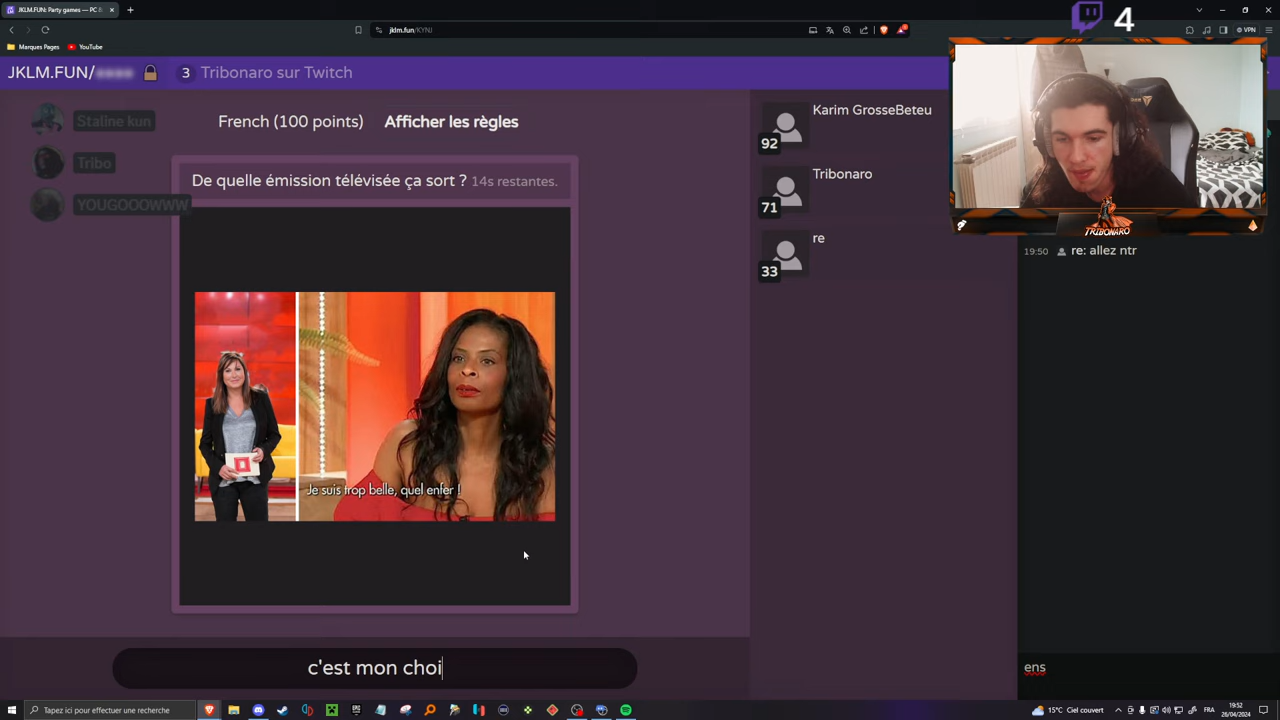 JKLM.FUN: Party games — PC
Marques Pages
YouTube
jklm.fun/KYNJ
VPN
4
JKLM.FUN/
3
Tribonaro sur Twitch
Staline kun
Tribo
YOUGOOOWWW
French (100 points)
Afficher les règles
De quelle émission télévisée ça sort ? 14s restantes.
Je suis trop belle, quel enfer !
c'est mon choi
Karim GrosseBeteu
92
Tribonaro
71
re
33
TRIBONARO
19:50 re: allez ntr
ens
Tapez ici pour effectuer une recherche
15°C Ciel couvert
FRA
19:52
26/04/2024